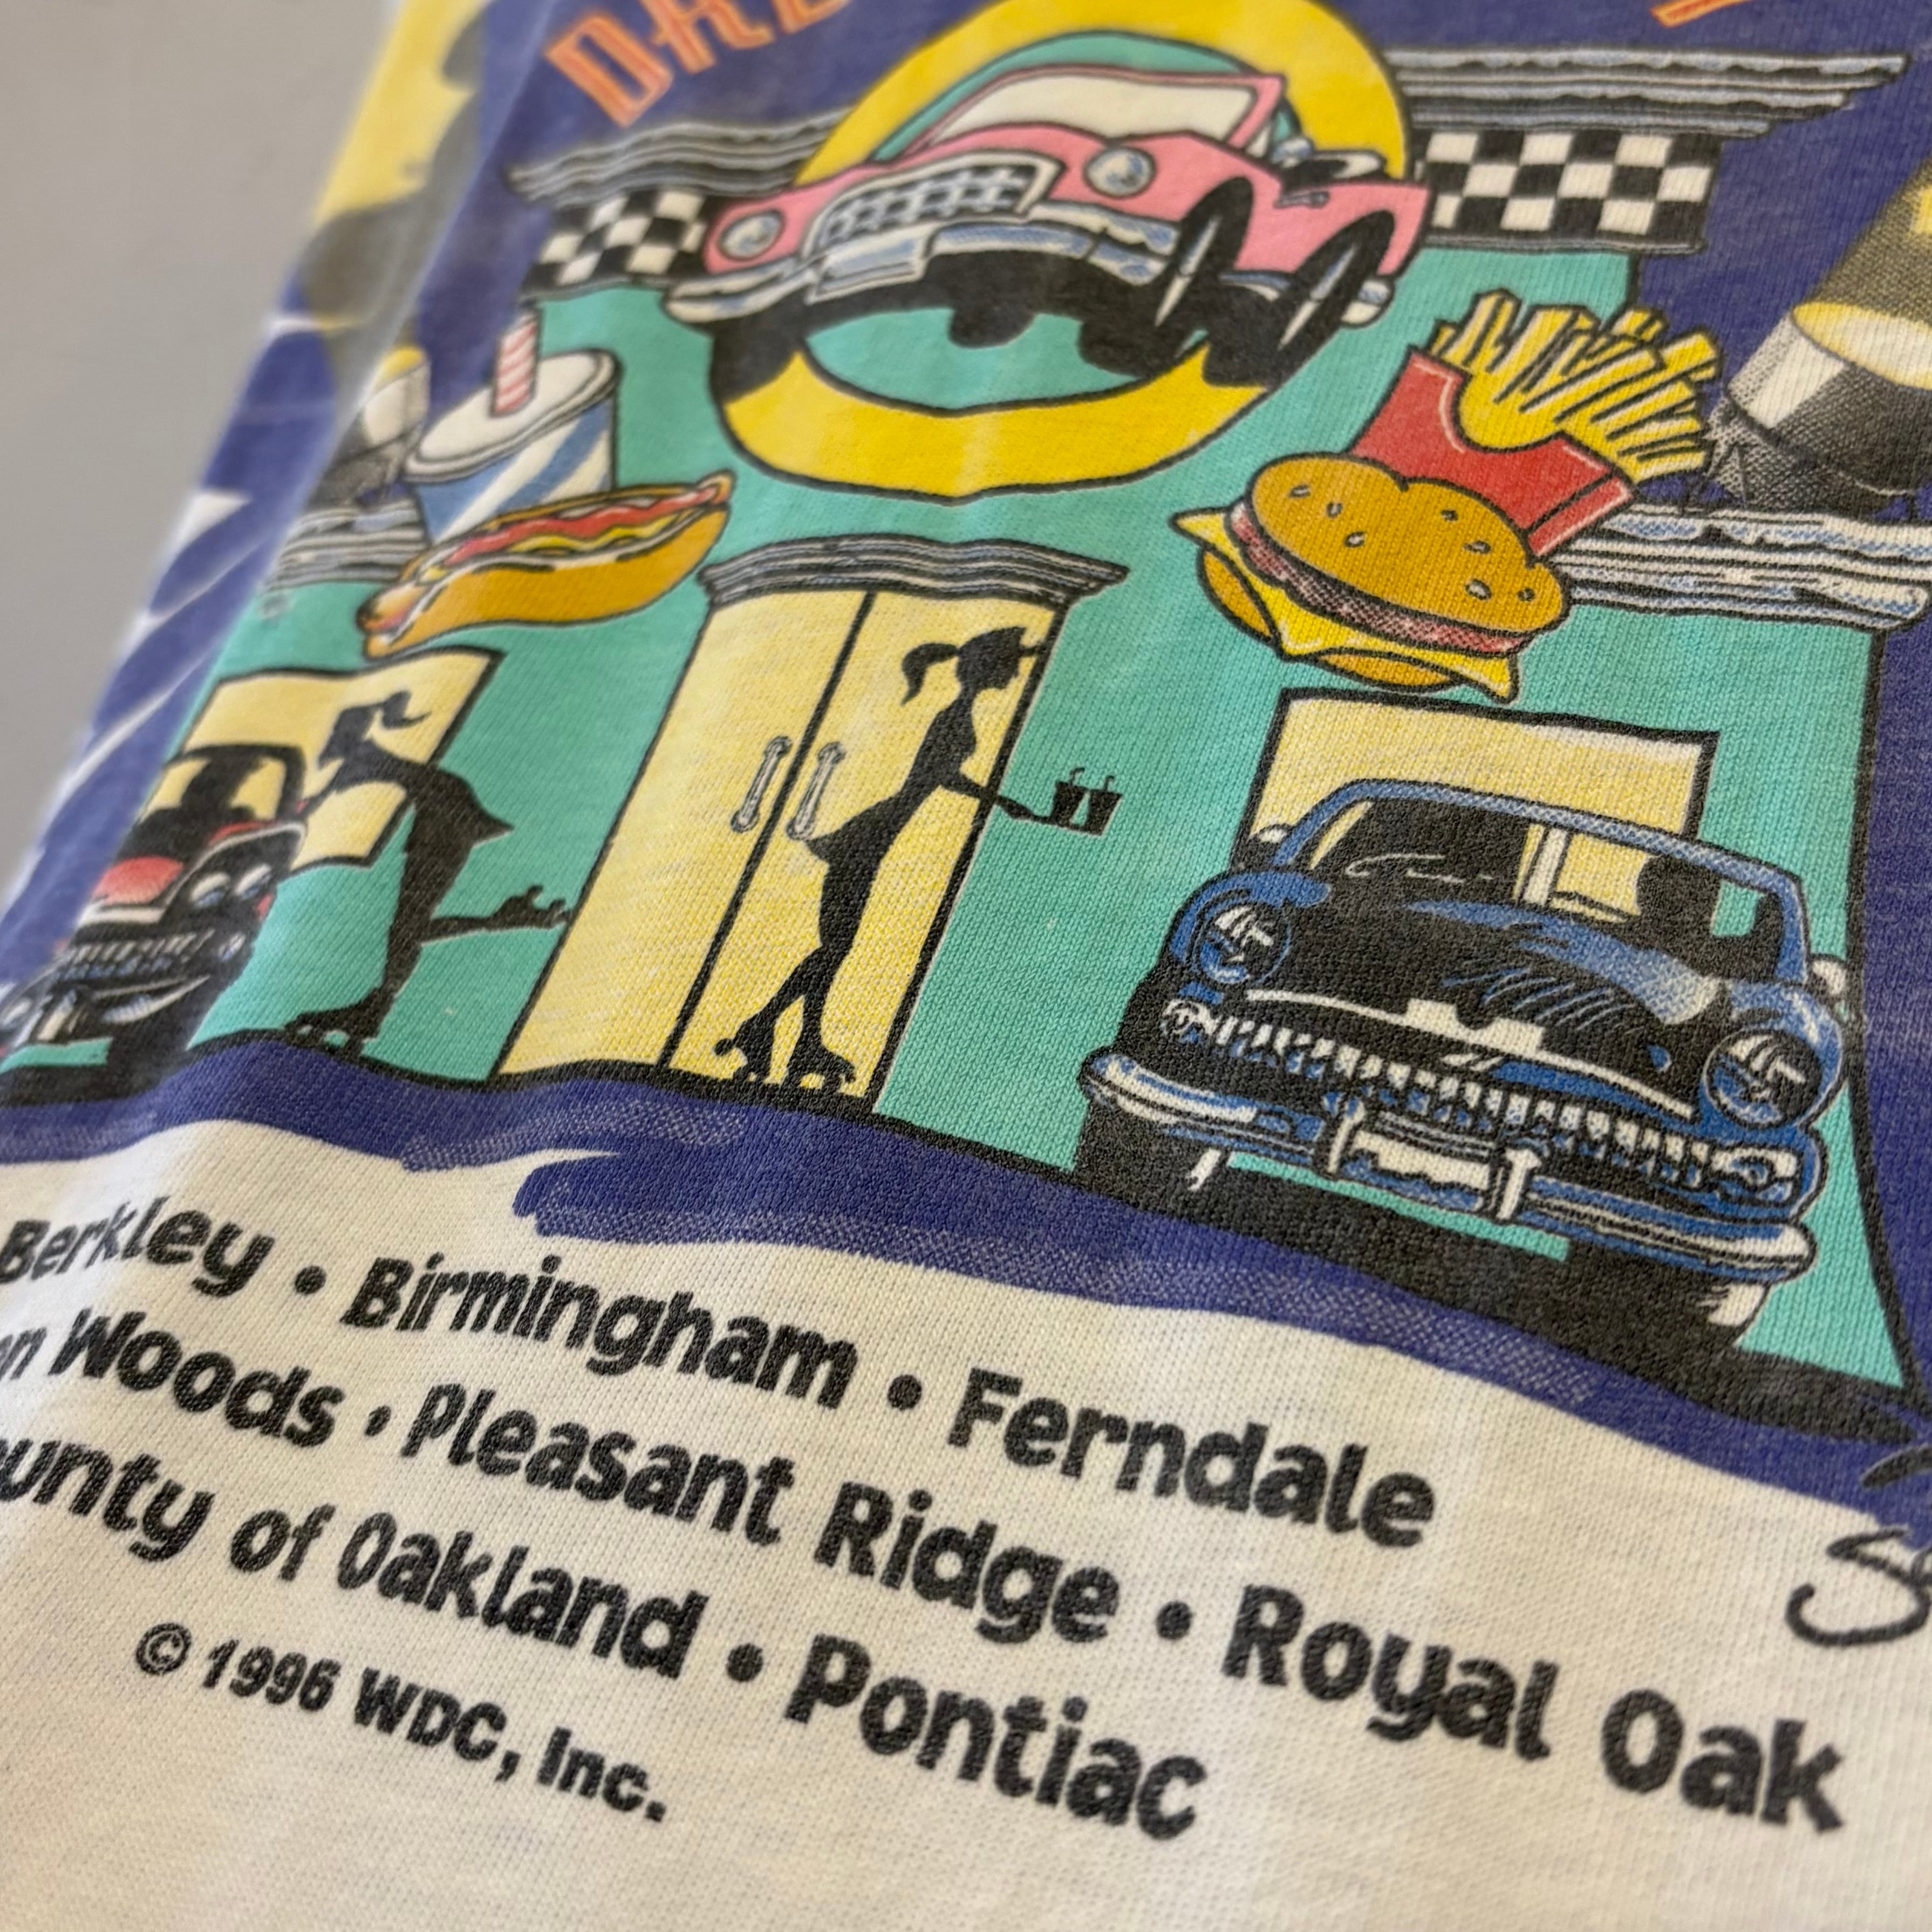 Berkley • Birmingham • Ferndale
Woods • Pleasant Ridge • Royal Oak
of Oakland • Pontiac
© 1996 WDC, Inc.